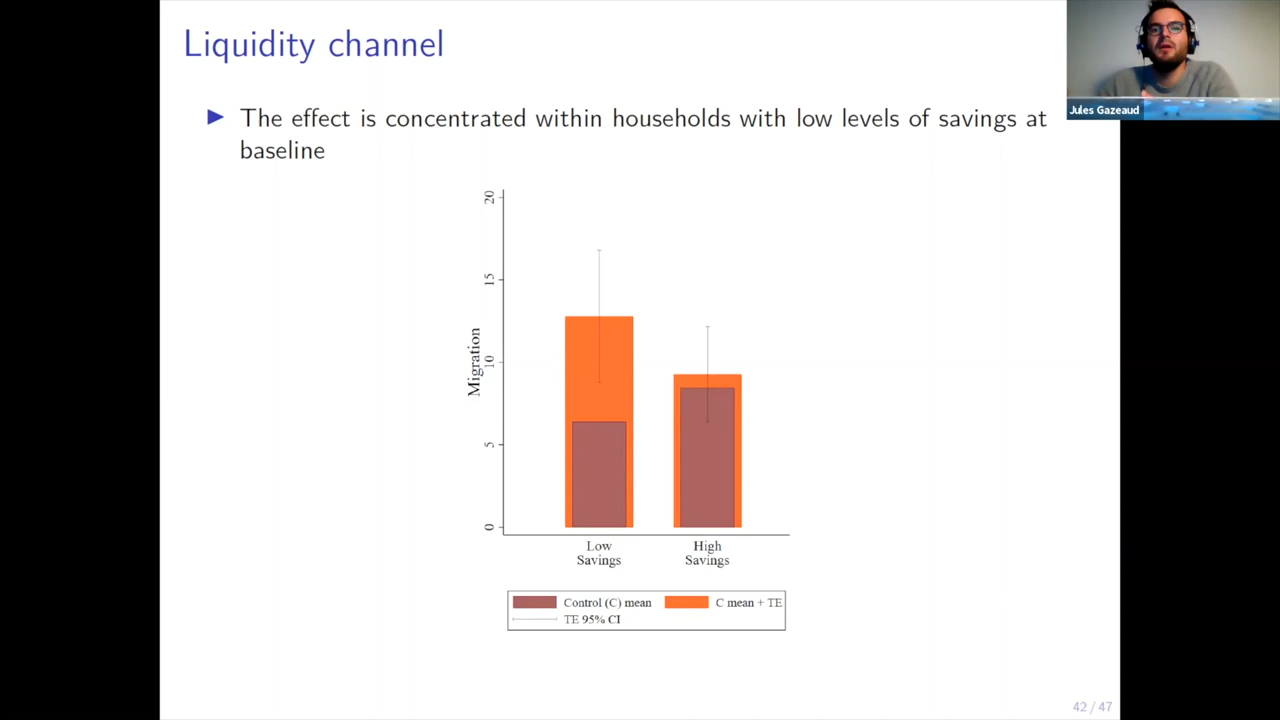 Liquidity channel
Jules Gazeaud
▶ The effect is concentrated within households with low levels of savings at
baseline
20
15
10
5
0
Migration
Low
Savings
High
Savings
Control (C) mean
C mean + TE
TE 95% CI
42 / 47